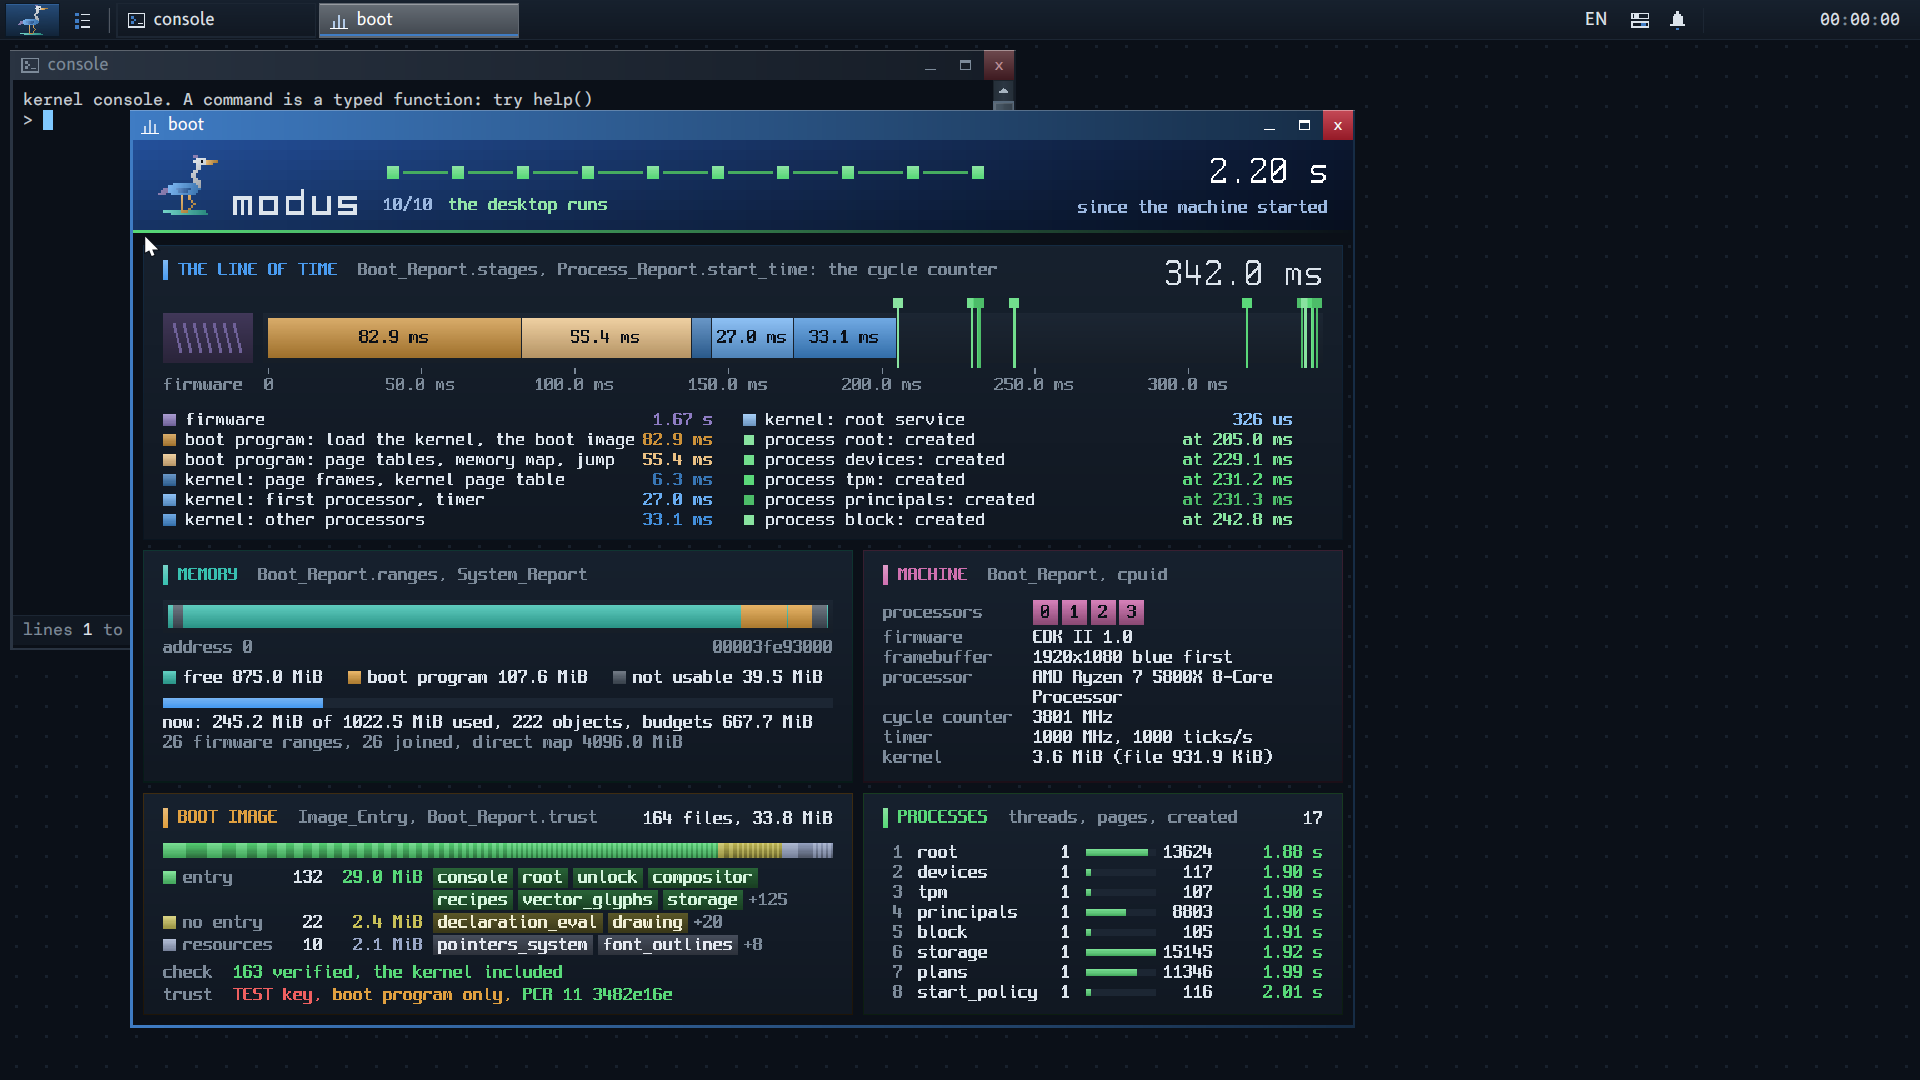 console
boot
EN
00:00:00
console
kernel console. A command is a typed function: try help()
>
boot
modus
10/10 the desktop runs
2.20 s
since the machine started
THE LINE OF TIME Boot_Report.stages, Process_Report.start_time: the cycle counter
342.0 ms
82.9 ms
55.4 ms
27.0 ms
33.1 ms
firmware 0 50.0 ms 100.0 ms 150.0 ms 200.0 ms 250.0 ms 300.0 ms
firmware 1.67 s
boot program: load the kernel, the boot image 82.9 ms
boot program: page tables, memory map, jump 55.4 ms
kernel: page frames, kernel page table 6.3 ms
kernel: first processor, timer 27.0 ms
kernel: other processors 33.1 ms
kernel: root service 326 us
process root: created at 205.0 ms
process devices: created at 229.1 ms
process tpm: created at 231.2 ms
process principals: created at 231.3 ms
process block: created at 242.8 ms
MEMORY Boot_Report.ranges, System_Report
address 0 00003fe93000
free 875.0 MiB boot program 107.6 MiB not usable 39.5 MiB
now: 245.2 MiB of 1022.5 MiB used, 222 objects, budgets 667.7 MiB
26 firmware ranges, 26 joined, direct map 4096.0 MiB
lines 1 to
MACHINE Boot_Report, cpuid
processors 0 1 2 3
firmware EDK II 1.0
framebuffer 1920x1080 blue first
processor AMD Ryzen 7 5800X 8-Core
Processor
cycle counter 3801 MHz
timer 1000 MHz, 1000 ticks/s
kernel 3.6 MiB (file 931.9 KiB)
BOOT IMAGE Image_Entry, Boot_Report.trust 164 files, 33.8 MiB
entry 132 29.0 MiB console root unlock compositor
recipes vector_glyphs storage +125
no entry 22 2.4 MiB declaration_eval drawing +20
resources 10 2.1 MiB pointers_system font_outlines +8
check 163 verified, the kernel included
trust TEST key, boot program only, PCR 11 3482e16e
PROCESSES threads, pages, created 17
1 root 1 13624 1.88 s
2 devices 1 117 1.90 s
3 tpm 1 107 1.90 s
4 principals 1 8803 1.90 s
5 block 1 105 1.91 s
6 storage 1 15145 1.92 s
7 plans 1 11346 1.99 s
8 start_policy 1 116 2.01 s